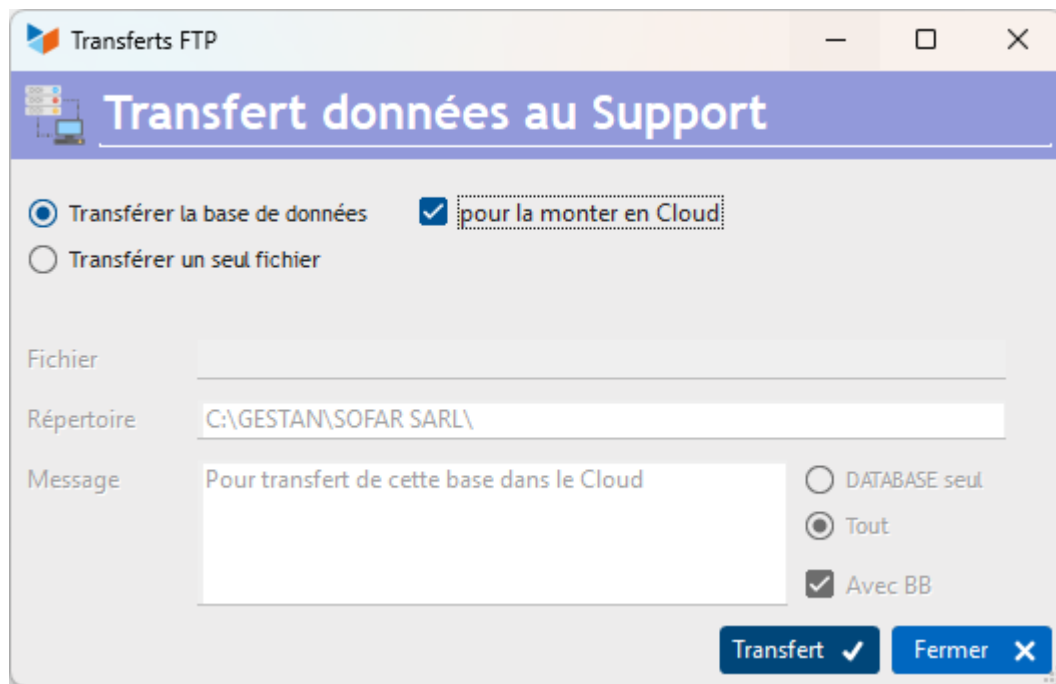 Transferts FTP
Transfert données au Support
Transférer la base de données pour la monter en Cloud
Transférer un seul fichier
Fichier
Répertoire C:\GESTAN\SOFAR SARL\
Message Pour transfert de cette base dans le Cloud DATABASE seul
Tout
Avec BB
Transfert Fermer